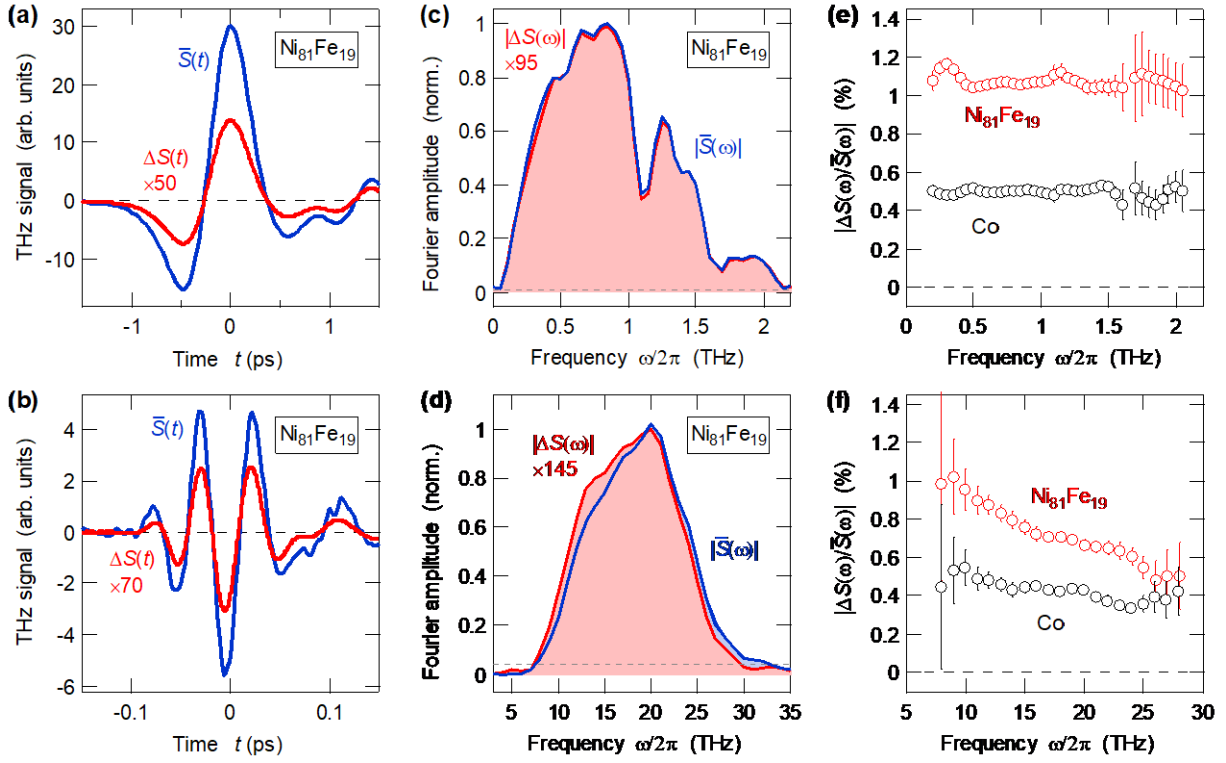 (a)
THz signal (arb. units)
30
20
10
0
-10
S̅(t)
Ni₈₁Fe₁₉
ΔS(t)
×50
-1
0
1
Time t (ps)
(c)
Fourier amplitude (norm.)
1
0.8
0.6
0.4
0.2
0
|ΔS(ω)|
×95
Ni₈₁Fe₁₉
|S̅(ω)|
0
0.5
1
1.5
2
Frequency ω/2π (THz)
(e)
|ΔS(ω)/S̅(ω)| (%)
1.4
1.2
1
0.8
0.6
0.4
0.2
0
Ni₈₁Fe₁₉
Co
0
0.5
1
1.5
2
Frequency ω/2π (THz)
(b)
THz signal (arb. units)
4
2
0
-2
-4
-6
S̅(t)
Ni₈₁Fe₁₉
ΔS(t)
×70
-0.1
0
0.1
Time t (ps)
(d)
Fourier amplitude (norm.)
1
0.8
0.6
0.4
0.2
0
|ΔS(ω)|
×145
Ni₈₁Fe₁₉
|S̅(ω)|
5
10
15
20
25
30
35
Frequency ω/2π (THz)
(f)
|ΔS(ω)/S̅(ω)| (%)
1.4
1.2
1
0.8
0.6
0.4
0.2
0
Ni₈₁Fe₁₉
Co
5
10
15
20
25
30
Frequency ω/2π (THz)